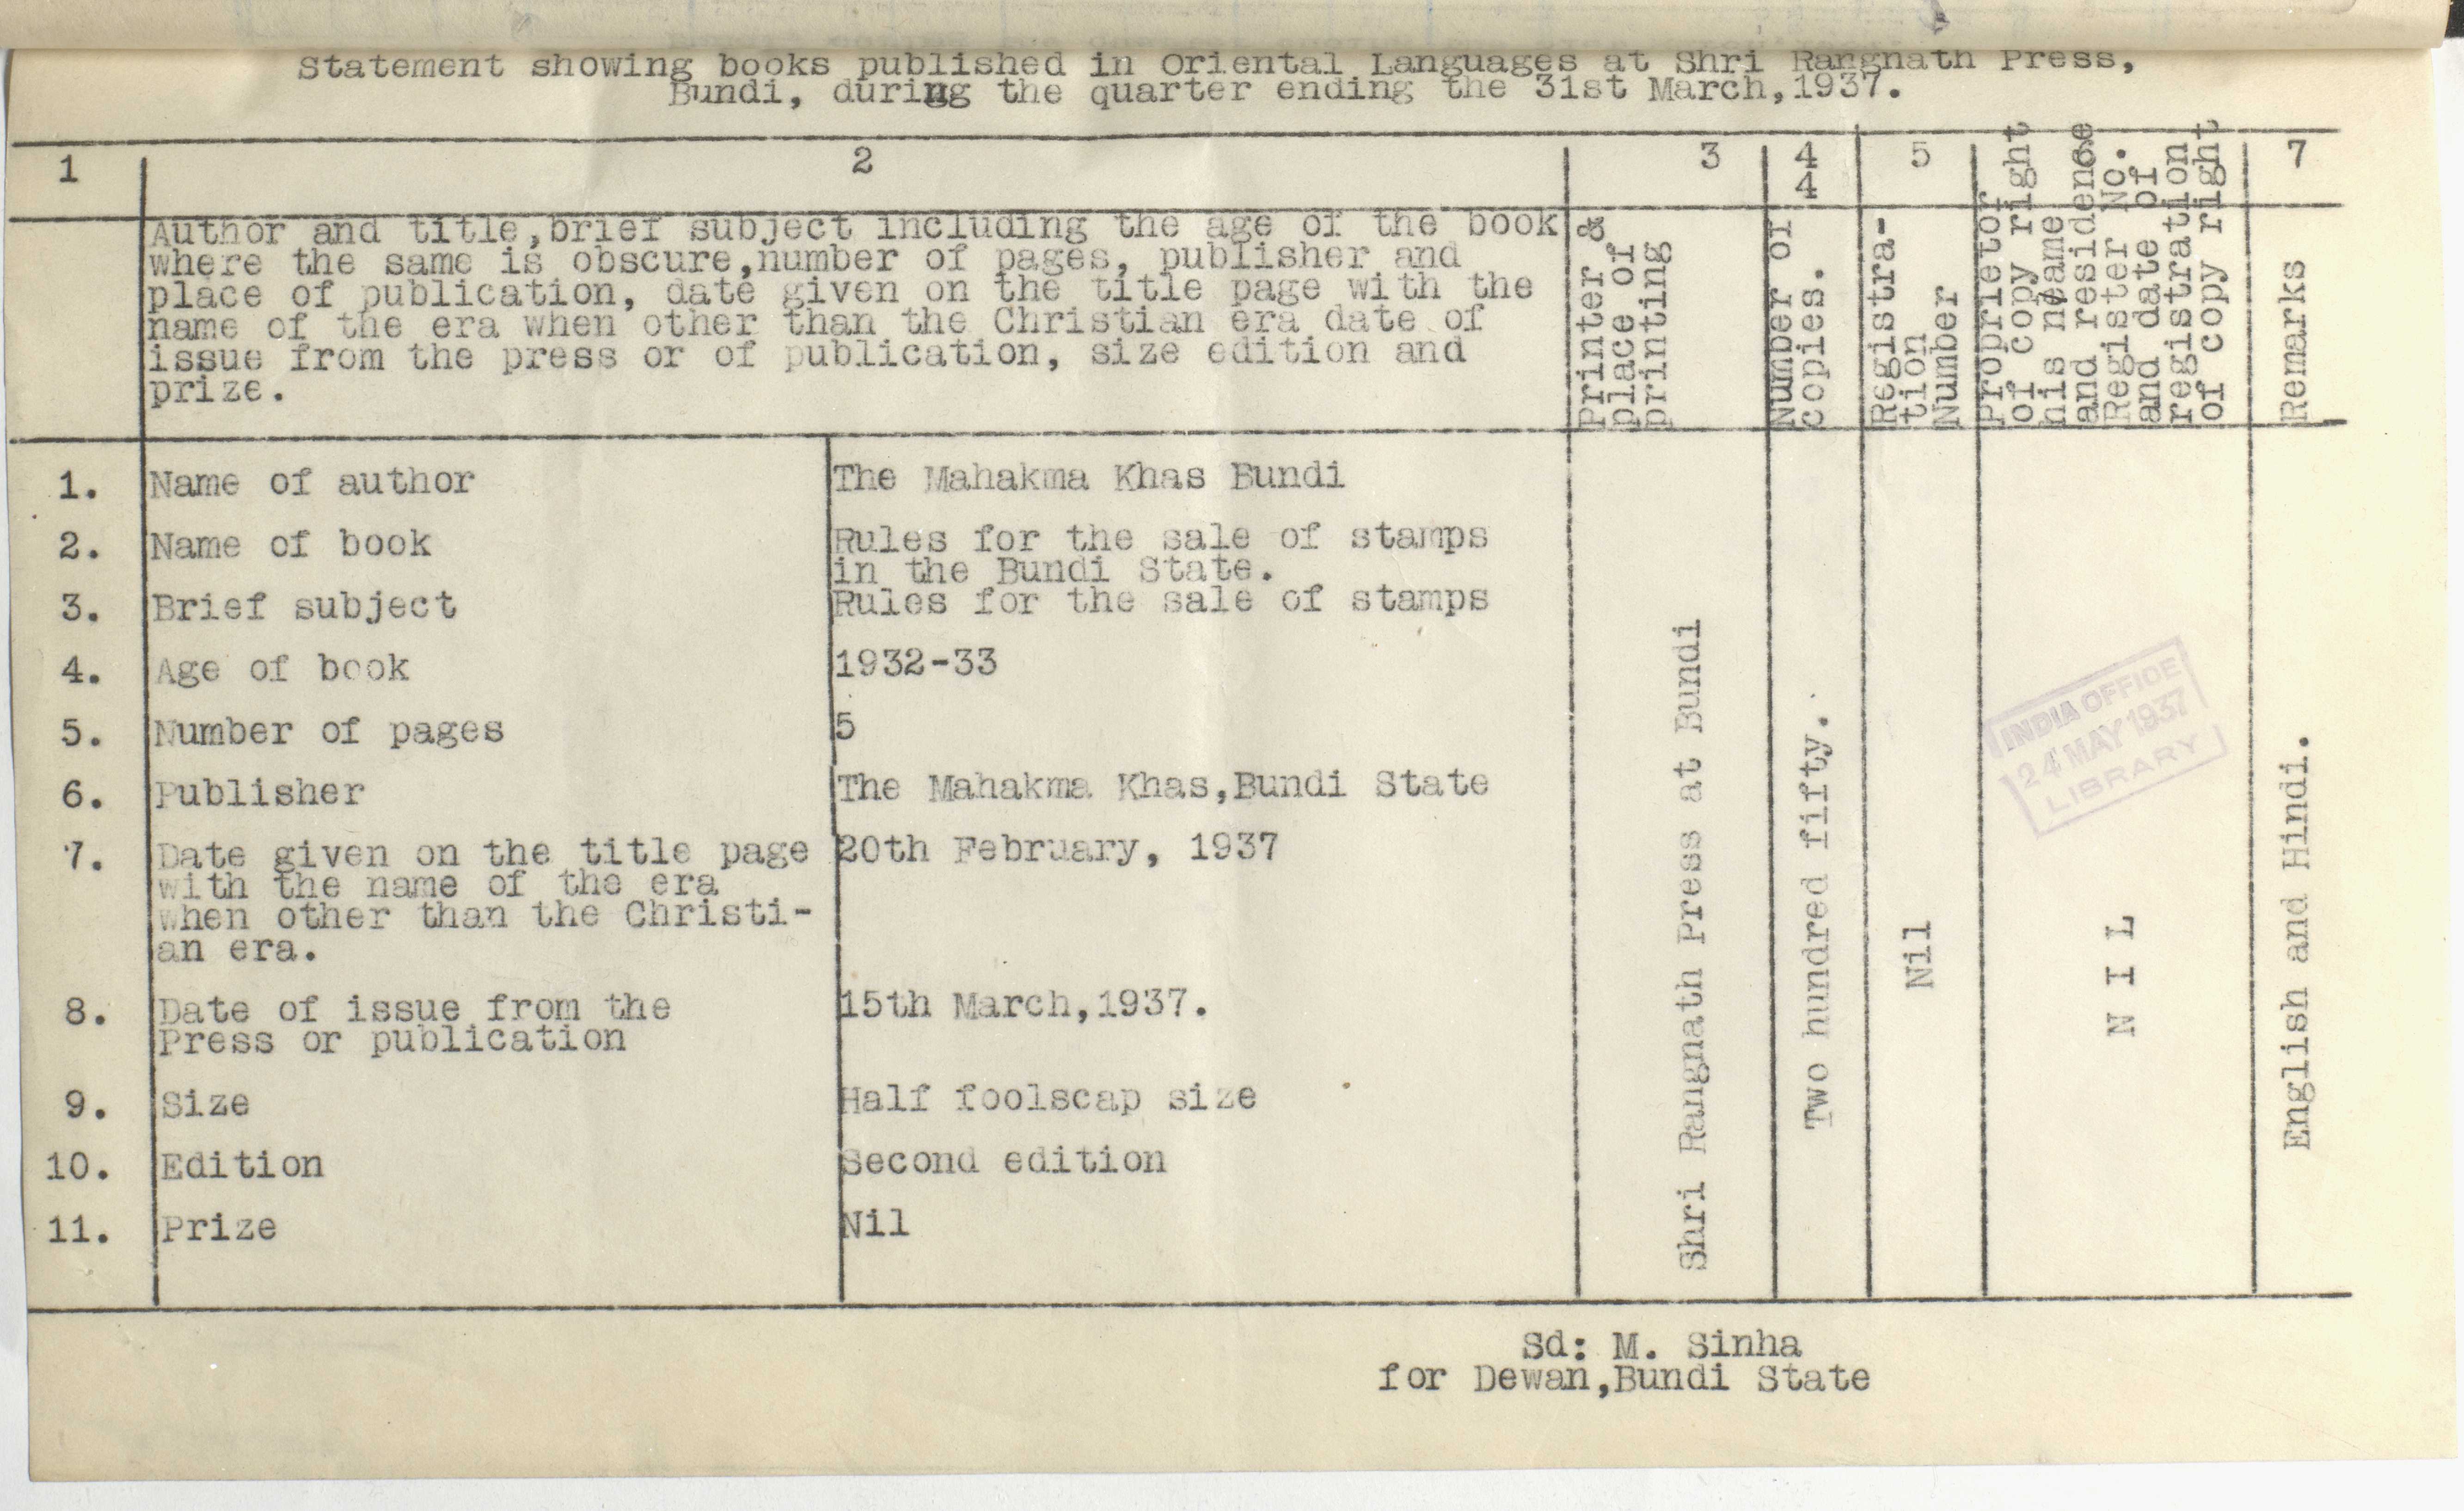 Statement showing books published in Oriental Languages at Shri Rangnath Press,
Bundi, during the quarter ending the 31st March,1937.
1
2
3
4
4
5
6
7
Author and title,brief subject including the age of the book
where the same is obscure,number of pages, publisher and
place of publication, date given on the title page with the
name of the era when other than the Christian era date of
issue from the press or of publication, size edition and
prize.
Printer &
place of
printing
Number of
copies.
Registra-
tion
Number
Proprietor
of copy right
his name
and residence
Register No.
and date of
registration
of copy right
Remarks
1. Name of author The Mahakma Khas Bundi
2. Name of book Rules for the sale of stamps
in the Bundi State.
3. Brief subject Rules for the sale of stamps
4. Age of book 1932-33
5. Number of pages 5
6. Publisher The Mahakma Khas,Bundi State
7. Date given on the title page 20th February, 1937
with the name of the era
when other than the Christi-
an era.
8. Date of issue from the 15th March,1937.
Press or publication
9. Size Half foolscap size
10. Edition Second edition
11. Prize Nil
Shri Rangnath Press at Bundi
Two hundred fifty.
Nil
N I L
English and Hindi.
INDIA OFFICE
24 MAY 1937
LIBRARY
Sd: M. Sinha
for Dewan,Bundi State